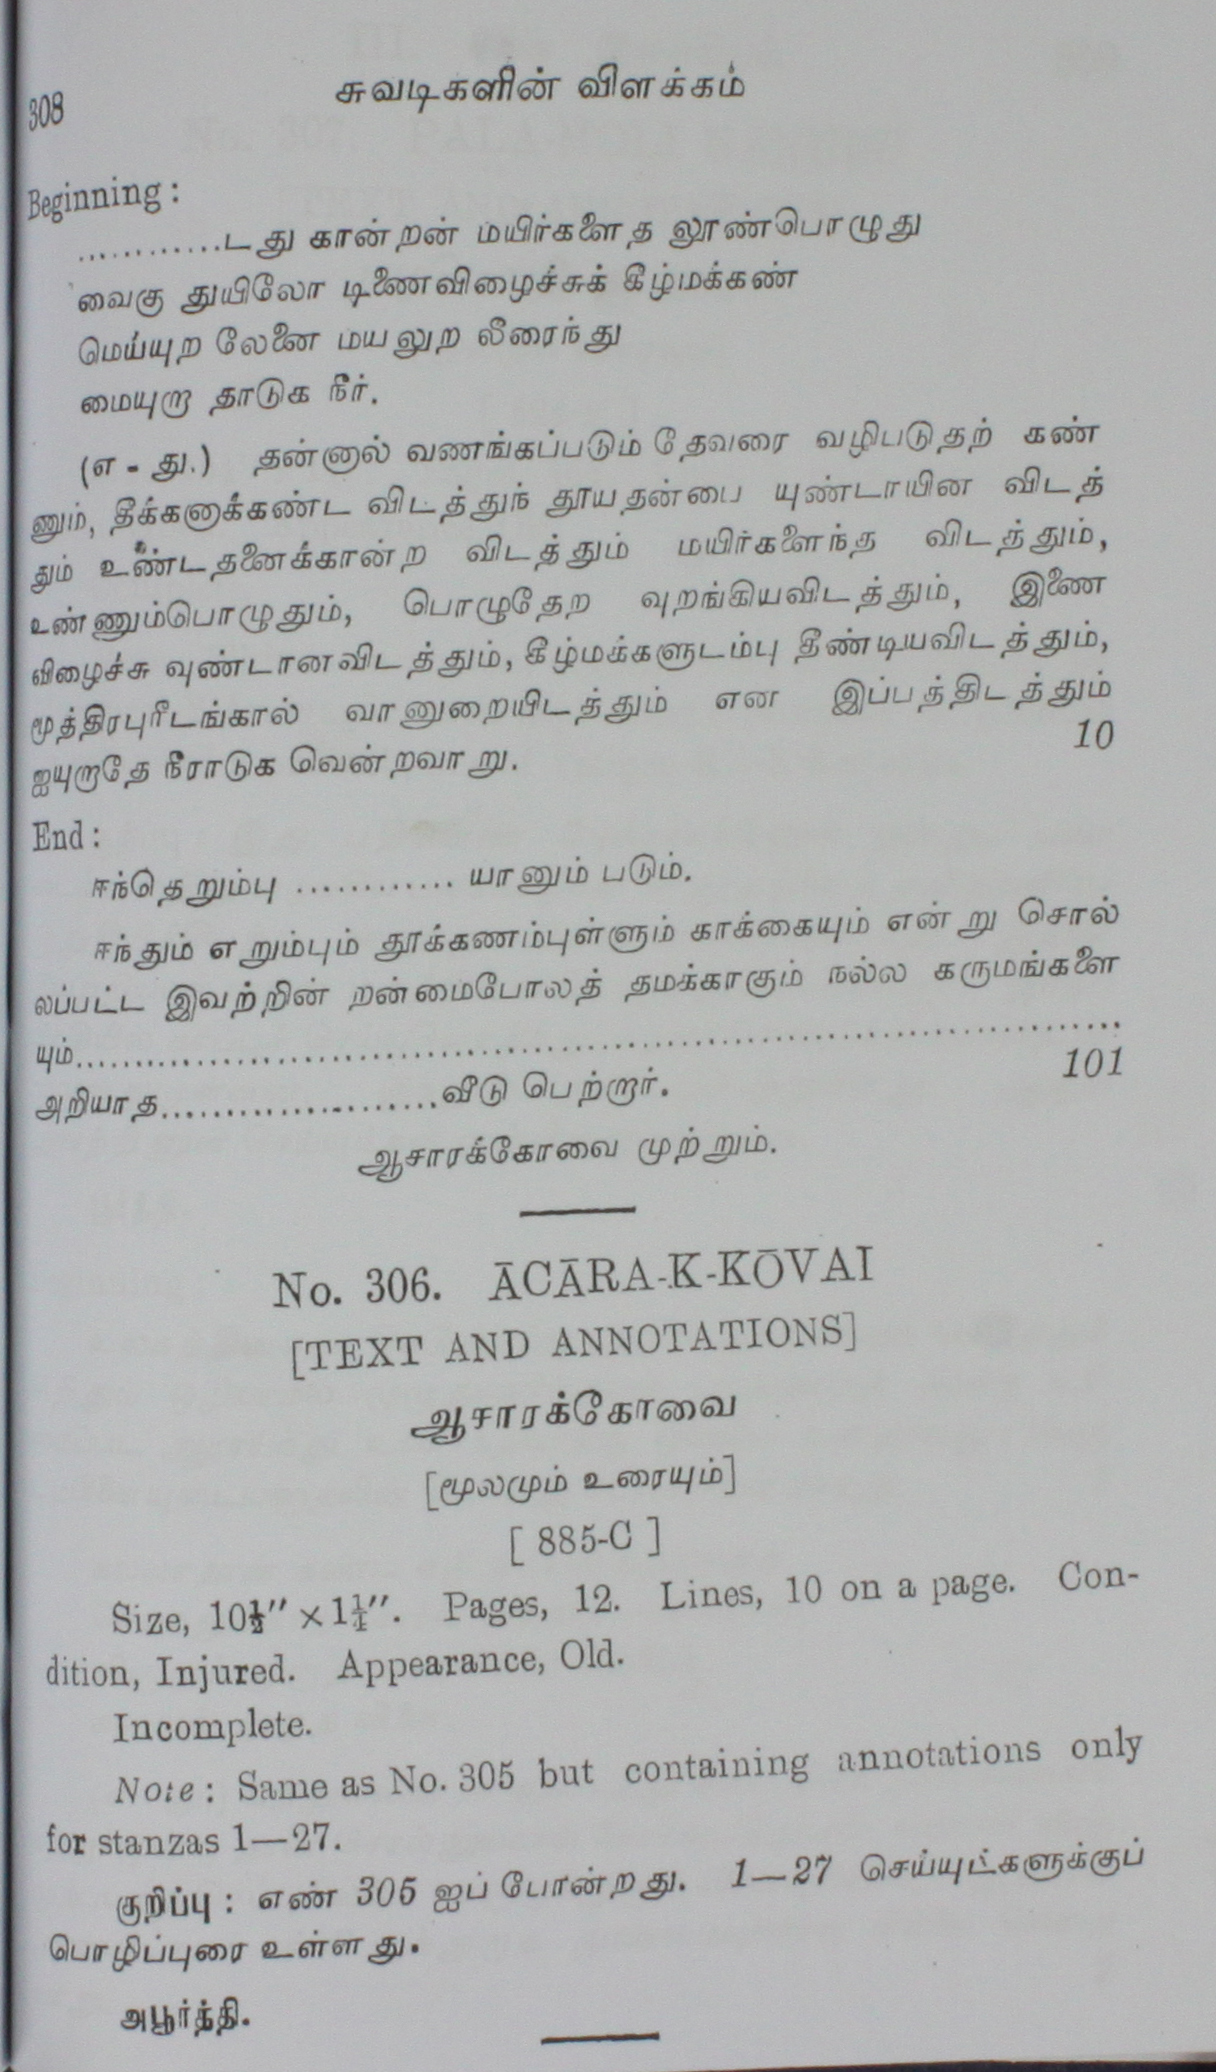 308
சுவடிகளின் விளக்கம்
Beginning :
............டது கான்றன் மயிர்களைத லூண்பொழுது
வைகு துயிலோ டிணைவிழைச்சுக் கீழ்மக்கண்
மெய்யுற லேனை மயலுற லீரைந்து
மையுறா தாடுக நீர்.
(எ - து.) தன்னால் வணங்கப்படும் தேவரை வழிபடுதற் கண்
ணும், தீக்கனாக்கண்ட விடத்துந் தூயதன்மை யுண்டாயின விடத்
தும் உண்டதனைக்கான்ற விடத்தும் மயிர்களைந்த விடத்தும்,
உண்ணும்பொழுதும், பொழுதேற வுறங்கியவிடத்தும், இணை
விழைச்சு வுண்டானவிடத்தும், கீழ்மக்களுடம்பு தீண்டியவிடத்தும்,
மூத்திரபுரீடங்கால் வானுறையிடத்தும் என இப்பத்திடத்தும்
ஐயுறாதே நீராடுக வென்றவாறு. 10
End :
ஈந்தெறும்பு ............ யானும் படும்.
ஈந்தும் எறும்பும் தூக்கணம்புள்ளும் காக்கையும் என்று சொல்
லப்பட்ட இவற்றின் றன்மைபோலத் தமக்காகும் நல்ல கருமங்களை
யும்................................................................................
அறியாத......................வீடு பெற்றார். 101
ஆசாரக்கோவை முற்றும்.
No. 306. ĀCĀRA-K-KŌVAI
[TEXT AND ANNOTATIONS]
ஆசாரக்கோவை
[மூலமும் உரையும்]
[ 885-C ]
Size, 10½″ × 1¼″. Pages, 12. Lines, 10 on a page. Con-
dition, Injured. Appearance, Old.
Incomplete.
Note : Same as No. 305 but containing annotations only
for stanzas 1—27.
குறிப்பு : எண் 305 ஐப் போன்றது. 1—27 செய்யுட்களுக்குப்
பொழிப்புரை உள்ளது.
அபூர்த்தி.